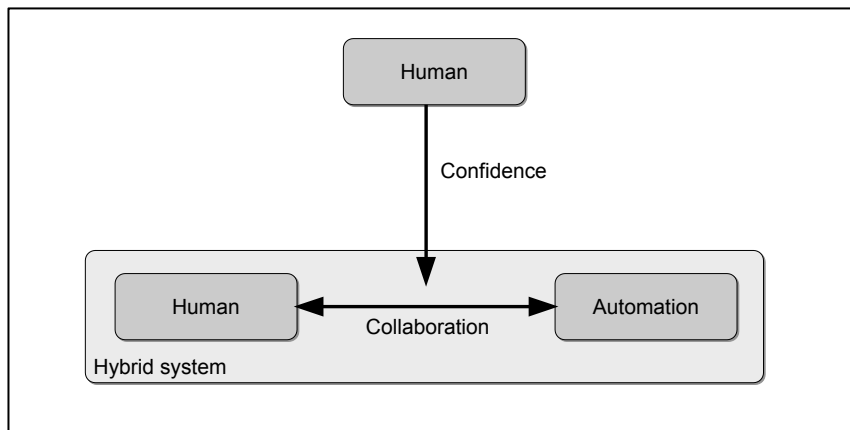 Human
Confidence
Human
Automation
Collaboration
Hybrid system